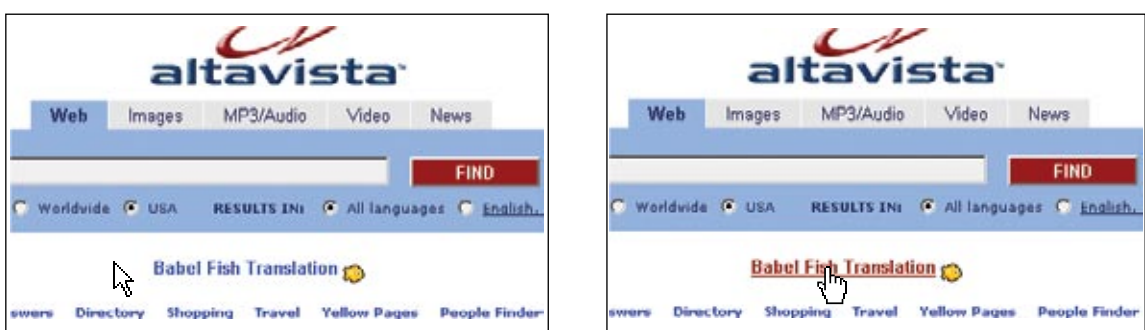 altavista™
Web Images MP3/Audio Video News
FIND
Worldwide USA RESULTS IN: All languages English,
Babel Fish Translation
swers Directory Shopping Travel Yellow Pages People Finder
altavista™
Web Images MP3/Audio Video News
FIND
Worldwide USA RESULTS IN: All languages English,
Babel Fish Translation
swers Directory Shopping Travel Yellow Pages People Finder